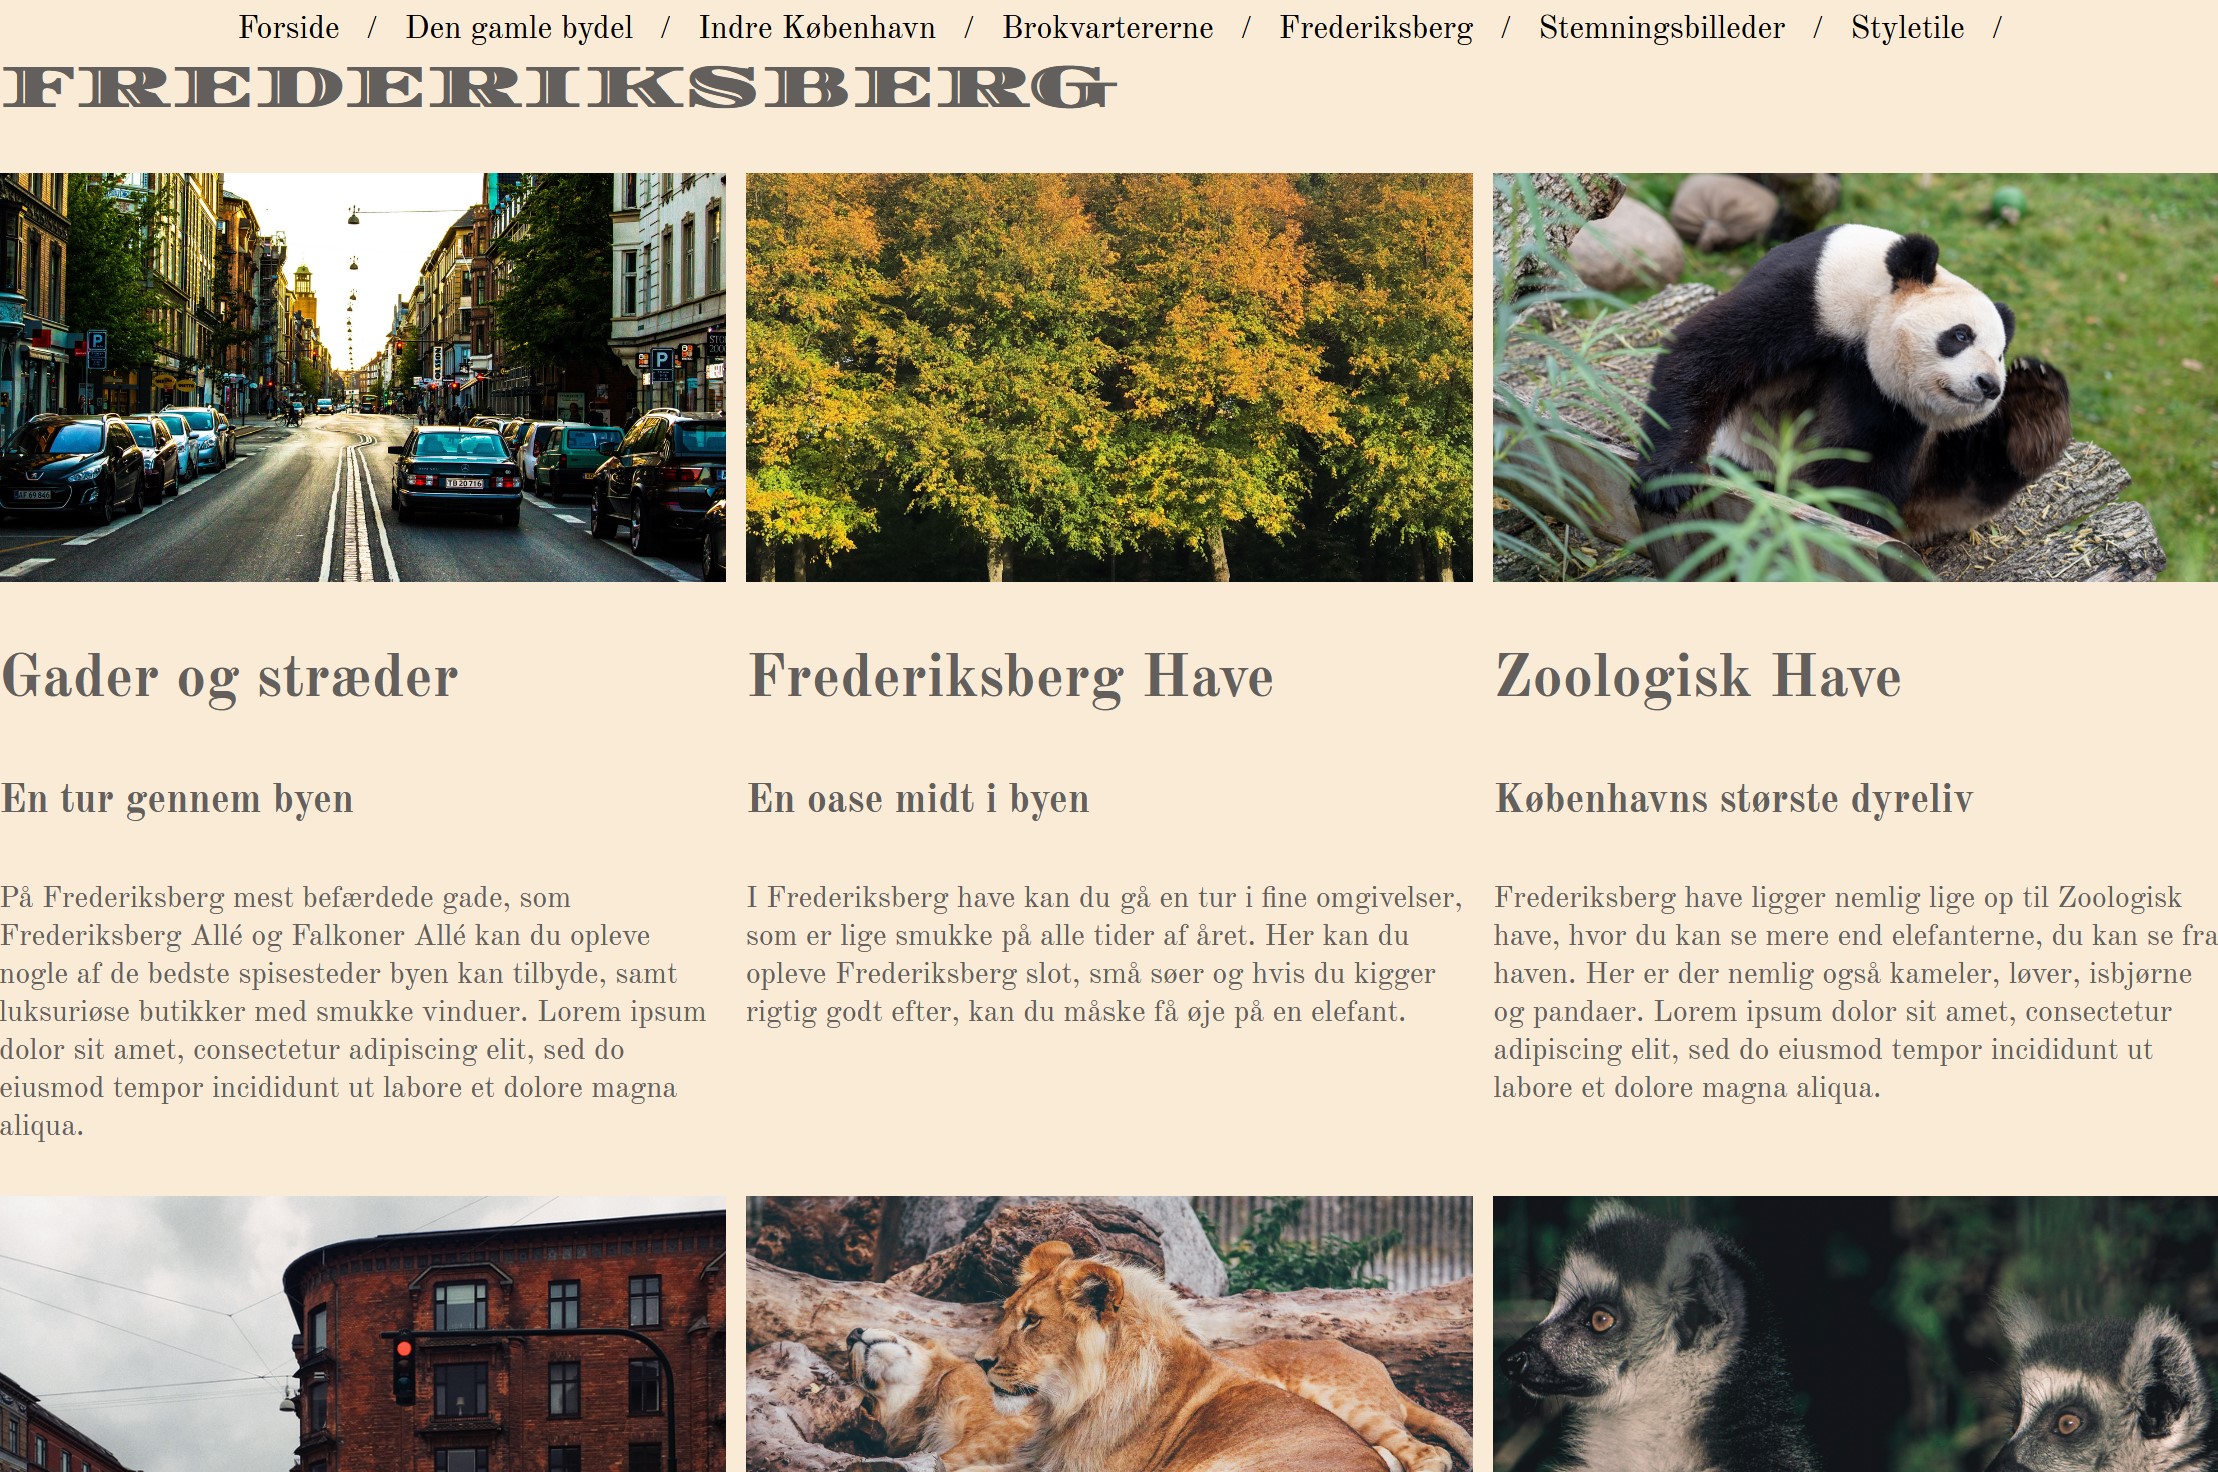 Forside / Den gamle bydel / Indre København / Brokvartererne / Frederiksberg / Stemningsbilleder / Styletile /
FREDERIKSBERG
P
P
TB 20 716
AF 69 846
Gader og stræder
En tur gennem byen
På Frederiksberg mest befærdede gade, som
Frederiksberg Allé og Falkoner Allé kan du opleve
nogle af de bedste spisesteder byen kan tilbyde, samt
luksuriøse butikker med smukke vinduer. Lorem ipsum
dolor sit amet, consectetur adipiscing elit, sed do
eiusmod tempor incididunt ut labore et dolore magna
aliqua.
Frederiksberg Have
En oase midt i byen
I Frederiksberg have kan du gå en tur i fine omgivelser,
som er lige smukke på alle tider af året. Her kan du
opleve Frederiksberg slot, små søer og hvis du kigger
rigtig godt efter, kan du måske få øje på en elefant.
Zoologisk Have
Københavns største dyreliv
Frederiksberg have ligger nemlig lige op til Zoologisk
have, hvor du kan se mere end elefanterne, du kan se fra
haven. Her er der nemlig også kameler, løver, isbjørne
og pandaer. Lorem ipsum dolor sit amet, consectetur
adipiscing elit, sed do eiusmod tempor incididunt ut
labore et dolore magna aliqua.